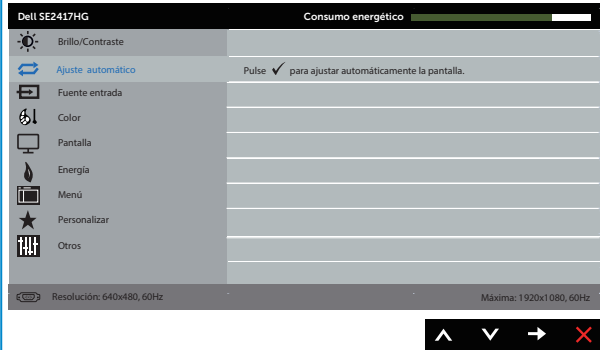 Dell SE2417HG
Consumo energético
Brillo/Contraste
Ajuste automático
Pulse para ajustar automáticamente la pantalla.
Fuente entrada
Color
Pantalla
Energía
Menú
Personalizar
Otros
Resolución: 640x480, 60Hz
Máxima: 1920x1080, 60Hz